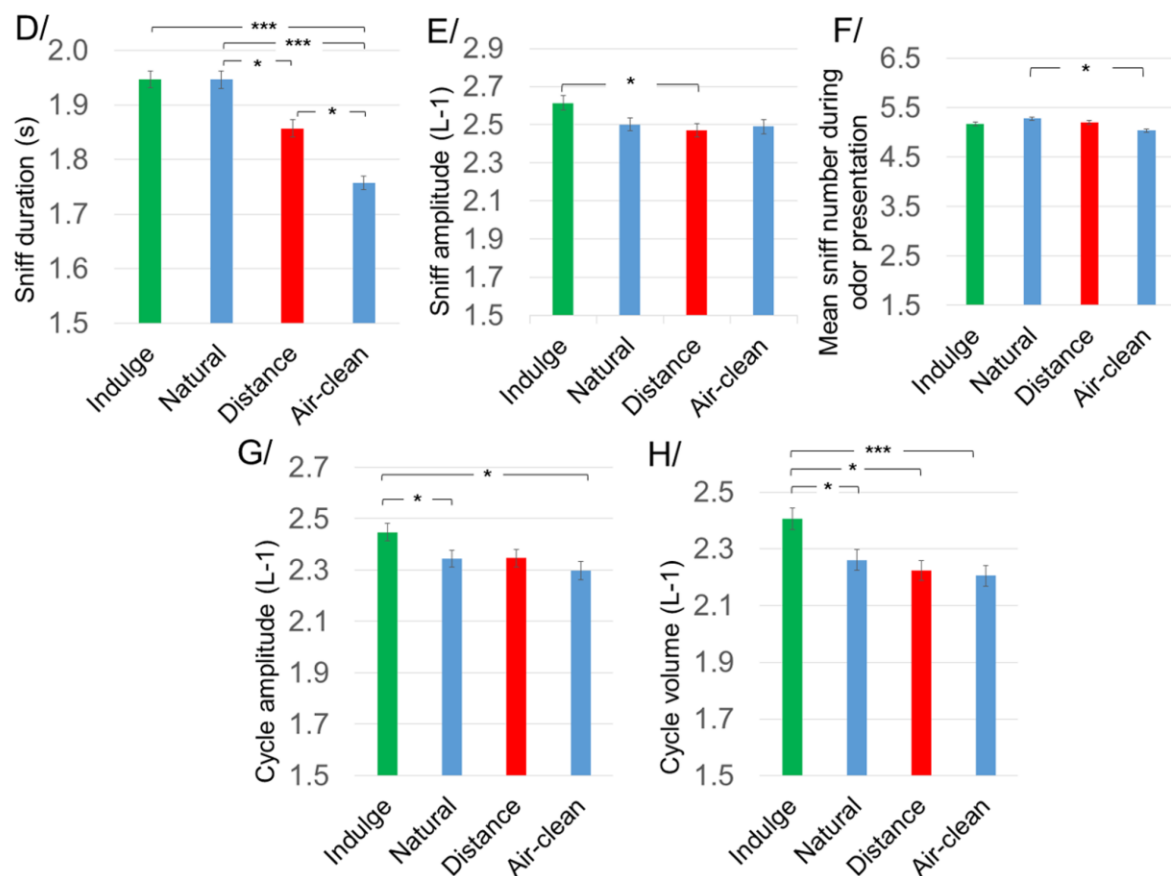 D/
***
***
*
*
Sniff duration (s)
2.0
1.9
1.8
1.7
1.6
1.5
Indulge
Natural
Distance
Air-clean
E/
*
Sniff amplitude (L-1)
2.9
2.7
2.5
2.3
2.1
1.9
1.7
1.5
Indulge
Natural
Distance
Air-clean
F/
*
Mean sniff number during
odor presentation
6.5
5.5
4.5
3.5
2.5
1.5
Indulge
Natural
Distance
Air-clean
G/
*
*
Cycle amplitude (L-1)
2.7
2.5
2.3
2.1
1.9
1.7
1.5
Indulge
Natural
Distance
Air-clean
H/
***
*
*
Cycle volume (L-1)
2.5
2.3
2.1
1.9
1.7
1.5
Indulge
Natural
Distance
Air-clean